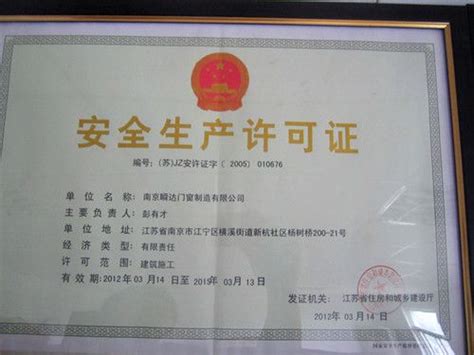 安全生产许可证
编号：（苏）JZ安许证字〔2005〕010676
单位名称：南京颐达门窗制造有限公司
主要负责人：彭有才
单位地址：江苏省南京市江宁区横溪街道新杭社区杨树桥200-21号
经济类型：有限责任
许可范围：建筑施工
有效期：2012年03月14日至2015年03月13日
发证机关：江苏省住房和城乡建设厅
2012年03月14日